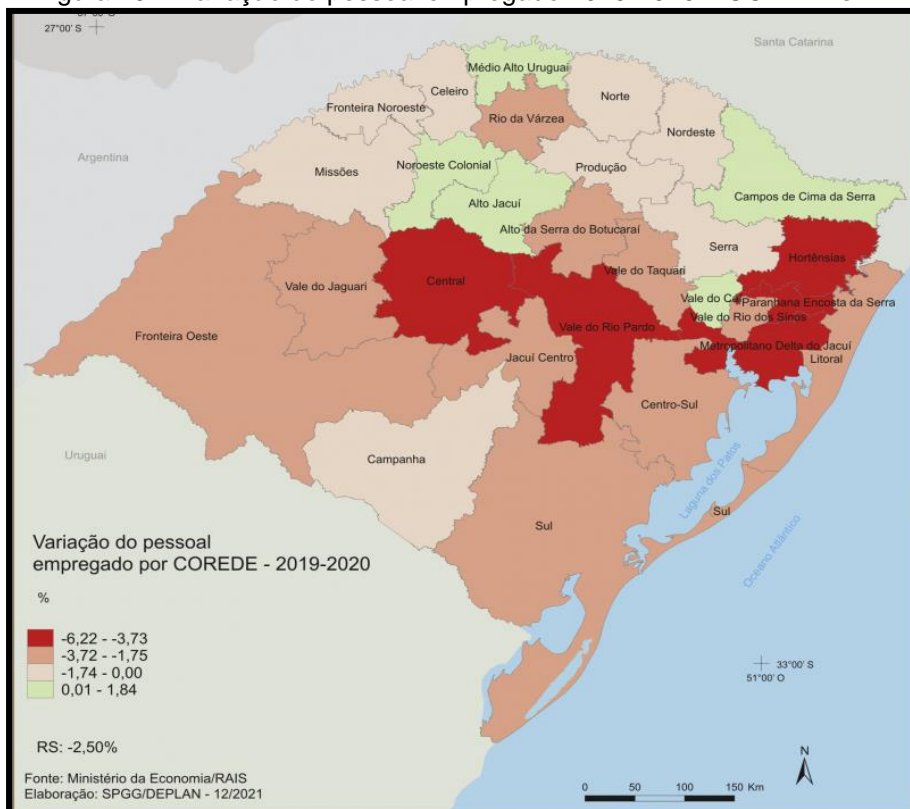 27°00' S
Santa Catarina
Médio Alto Uruguai
Celeiro
Norte
Fronteira Noroeste
Rio da Várzea
Nordeste
Argentina
Noroeste Colonial
Produção
Missões
Campos de Cima da Serra
Alto Jacuí
Alto da Serra do Botucaraí
Serra
Hortênsias
Vale do Taquari
Central
Vale do Jaguari
Paranhana Encosta da Serra
Vale do Rio dos Sinos
Vale do Rio Pardo
Fronteira Oeste
Metropolitano Delta do Jacuí
Jacuí Centro
Litoral
Centro-Sul
Uruguai
Campanha
Laguna dos Patos
Sul
Sul
Oceano Atlântico
Variação do pessoal
empregado por COREDE - 2019-2020
%
-6,22 - -3,73
-3,72 - -1,75
-1,74 - 0,00
0,01 - 1,84
33°00' S
51°00' O
RS: -2,50%
N
Fonte: Ministério da Economia/RAIS
Elaboração: SPGG/DEPLAN - 12/2021
0 50 100 150 Km